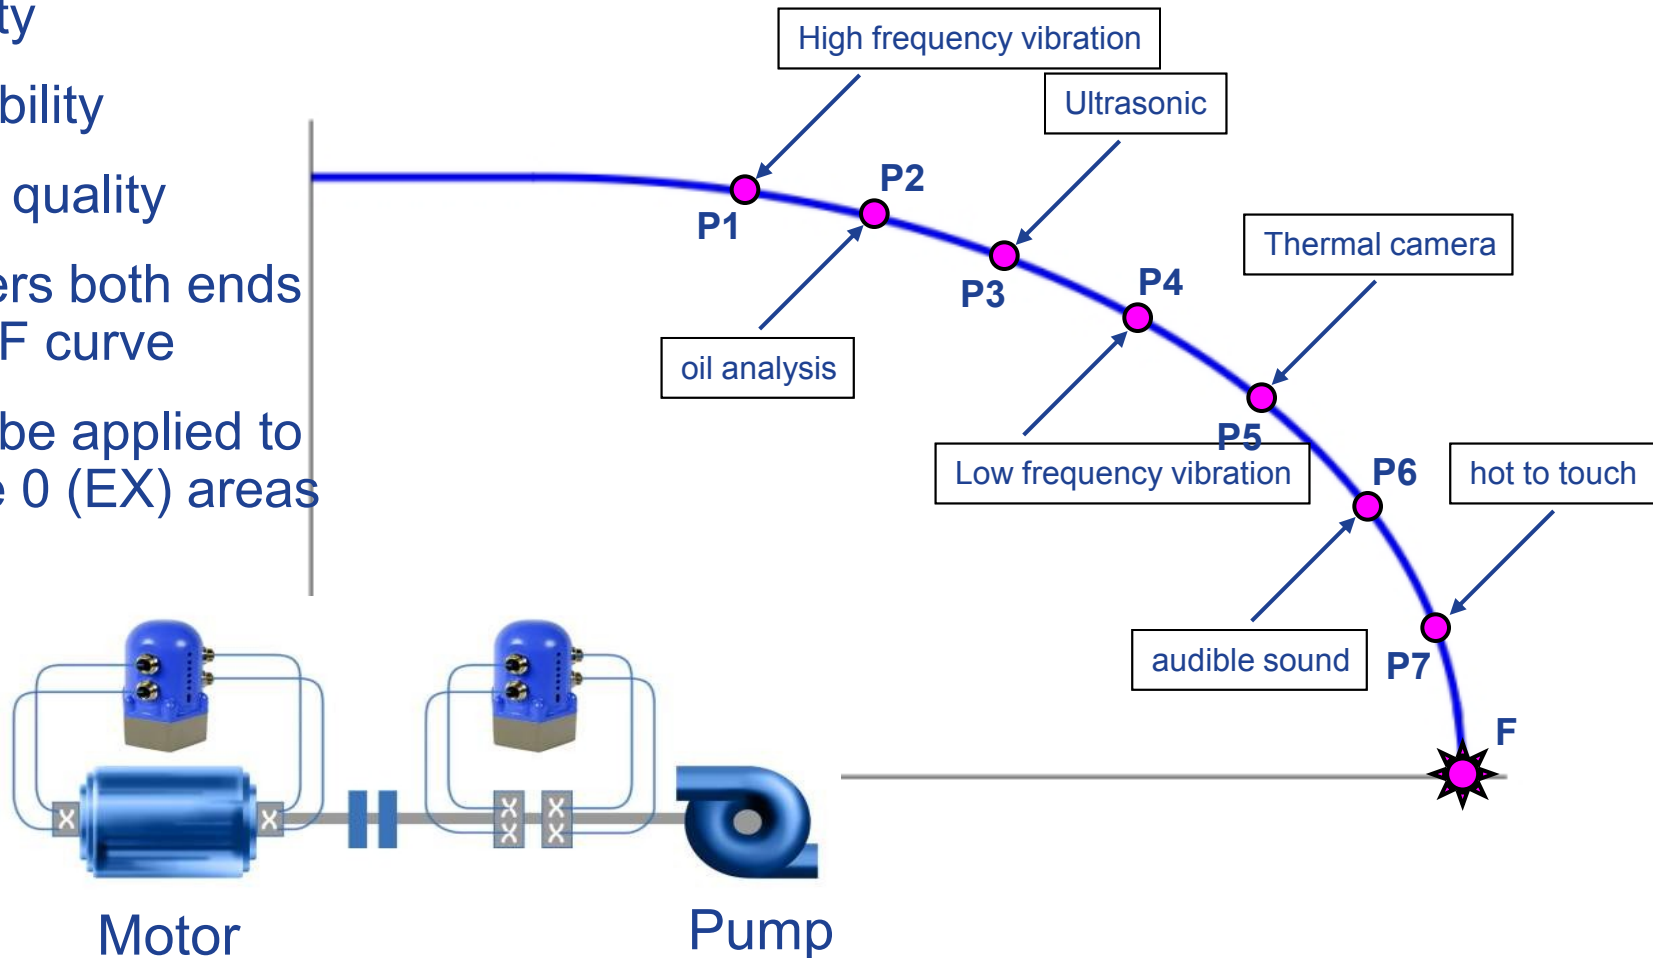 ty
bility
quality
ers both ends
F curve
be applied to
e 0 (EX) areas
High frequency vibration
Ultrasonic
P1
P2
P3
oil analysis
P4
Thermal camera
P5
Low frequency vibration
P6
hot to touch
audible sound
P7
F
Motor
Pump